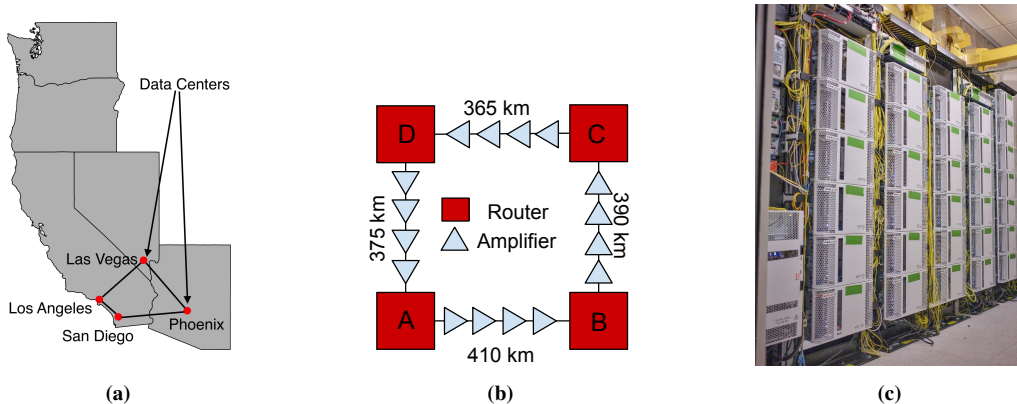 Data Centers
Las Vegas
Los Angeles
San Diego
Phoenix
(a)
365 km
D
C
375 km
390 km
Router
Amplifier
A
B
410 km
(b)
(c)